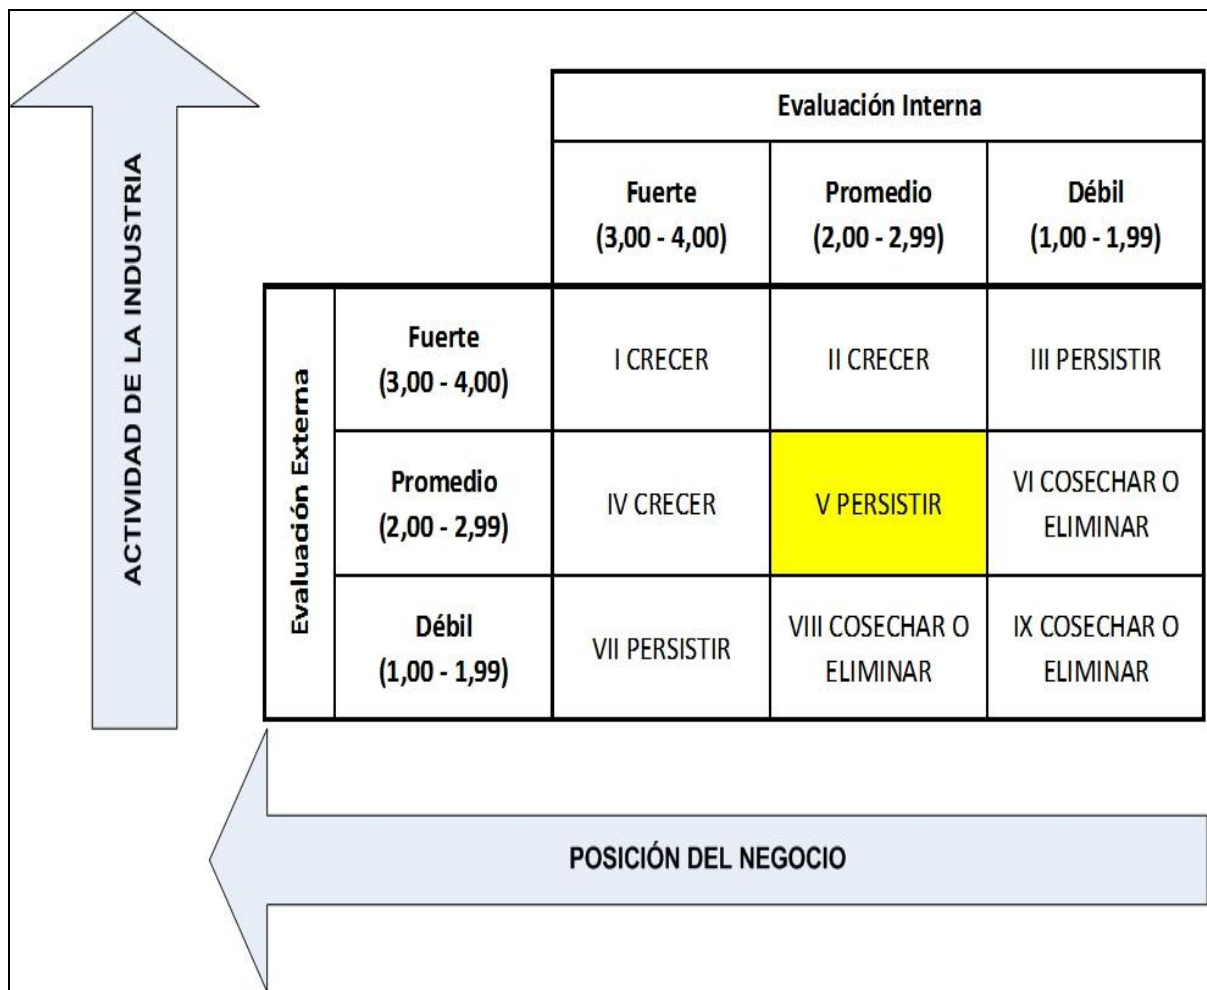 ACTIVIDAD DE LA INDUSTRIA
Evaluación Interna
Fuerte
(3,00 - 4,00)
Promedio
(2,00 - 2,99)
Débil
(1,00 - 1,99)
Evaluación Externa
Fuerte
(3,00 - 4,00)
I CRECER
II CRECER
III PERSISTIR
Promedio
(2,00 - 2,99)
IV CRECER
V PERSISTIR
VI COSECHAR O
ELIMINAR
Débil
(1,00 - 1,99)
VII PERSISTIR
VIII COSECHAR O
ELIMINAR
IX COSECHAR O
ELIMINAR
POSICIÓN DEL NEGOCIO